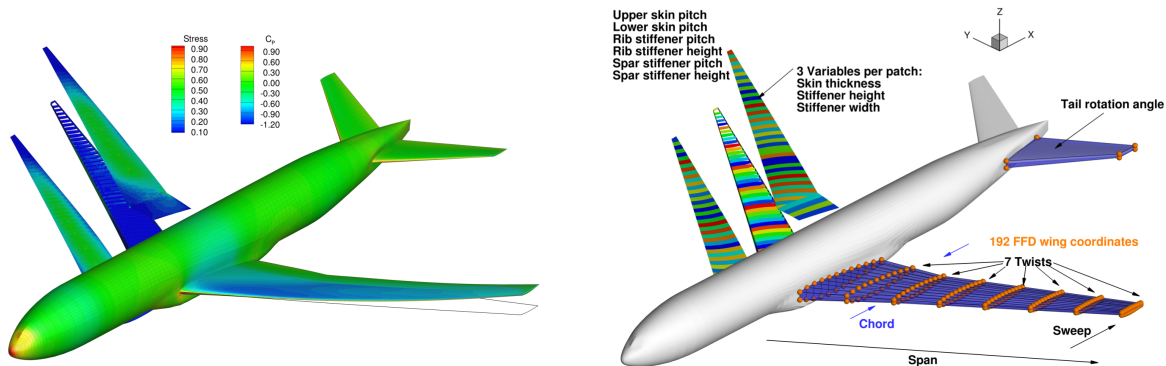 Stress
0.90
0.80
0.70
0.60
0.50
0.40
0.30
0.20
0.10
Cp
0.90
0.60
0.30
0.00
-0.30
-0.60
-0.90
-1.20
Upper skin pitch
Lower skin pitch
Rib stiffener pitch
Rib stiffener height
Spar stiffener pitch
Spar stiffener height
3 Variables per patch:
Skin thickness
Stiffener height
Stiffener width
Z
Y
X
Tail rotation angle
192 FFD wing coordinates
7 Twists
Chord
Sweep
Span